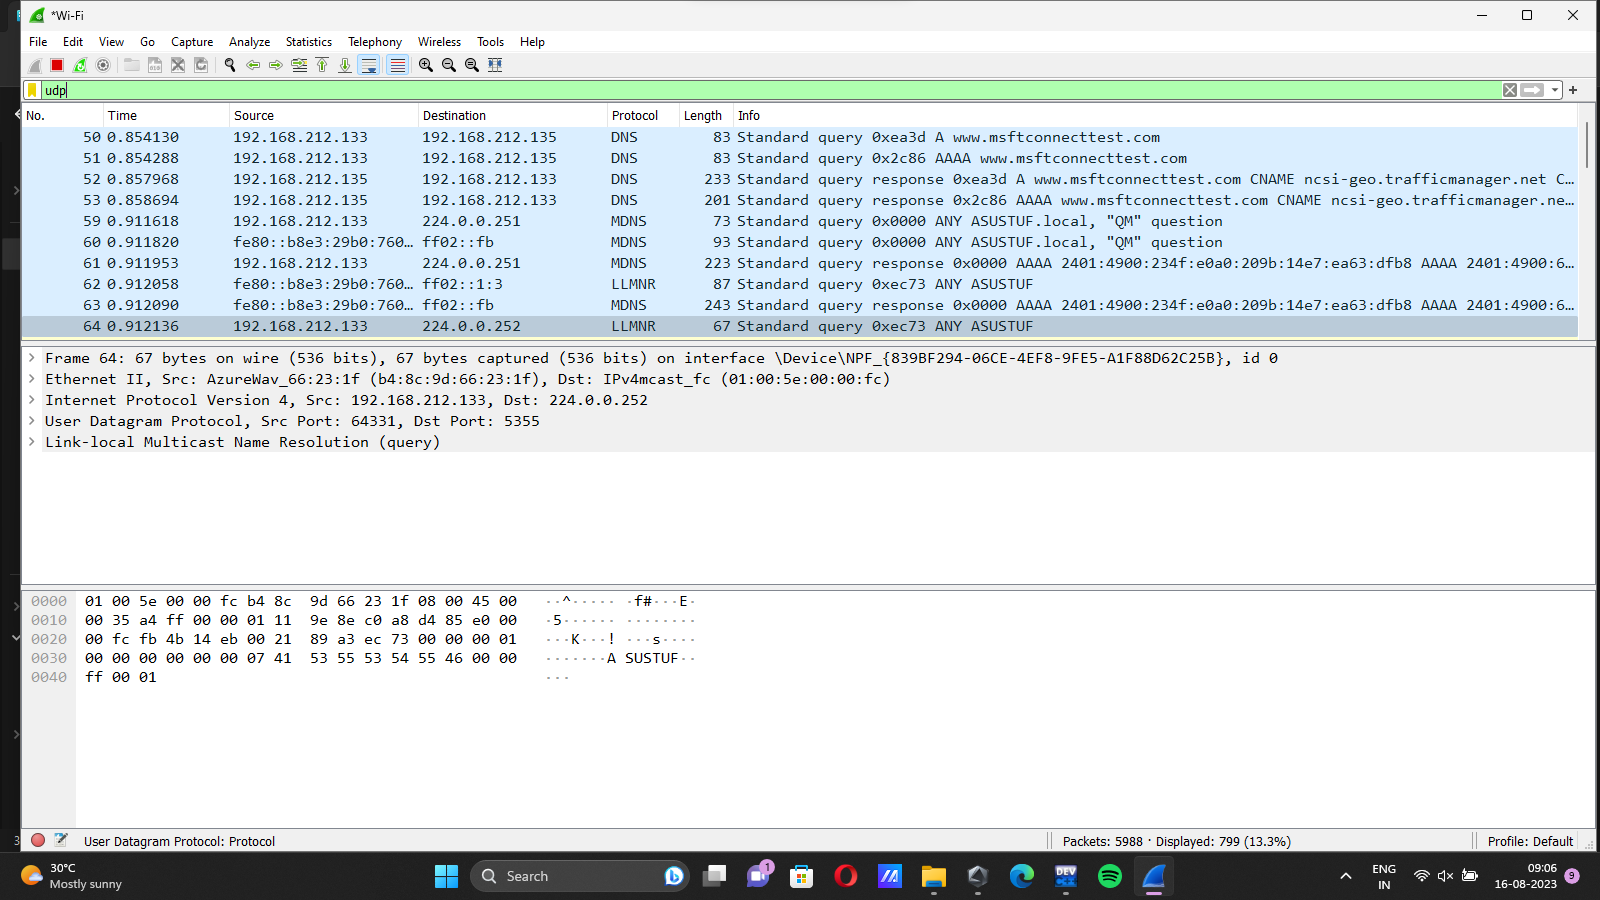 *Wi-Fi
File Edit View Go Capture Analyze Statistics Telephony Wireless Tools Help
udp
No. Time Source Destination Protocol Length Info
50 0.854130 192.168.212.133 192.168.212.135 DNS 83 Standard query 0xea3d A www.msftconnecttest.com
51 0.854288 192.168.212.133 192.168.212.135 DNS 83 Standard query 0x2c86 AAAA www.msftconnecttest.com
52 0.857968 192.168.212.135 192.168.212.133 DNS 233 Standard query response 0xea3d A www.msftconnecttest.com CNAME ncsi-geo.trafficmanager.net C…
53 0.858694 192.168.212.135 192.168.212.133 DNS 201 Standard query response 0x2c86 AAAA www.msftconnecttest.com CNAME ncsi-geo.trafficmanager.ne…
59 0.911618 192.168.212.133 224.0.0.251 MDNS 73 Standard query 0x0000 ANY ASUSTUF.local, "QM" question
60 0.911820 fe80::b8e3:29b0:760… ff02::fb MDNS 93 Standard query 0x0000 ANY ASUSTUF.local, "QM" question
61 0.911953 192.168.212.133 224.0.0.251 MDNS 223 Standard query response 0x0000 AAAA 2401:4900:234f:e0a0:209b:14e7:ea63:dfb8 AAAA 2401:4900:6…
62 0.912058 fe80::b8e3:29b0:760… ff02::1:3 LLMNR 87 Standard query 0xec73 ANY ASUSTUF
63 0.912090 fe80::b8e3:29b0:760… ff02::fb MDNS 243 Standard query response 0x0000 AAAA 2401:4900:234f:e0a0:209b:14e7:ea63:dfb8 AAAA 2401:4900:6…
64 0.912136 192.168.212.133 224.0.0.252 LLMNR 67 Standard query 0xec73 ANY ASUSTUF
Frame 64: 67 bytes on wire (536 bits), 67 bytes captured (536 bits) on interface \Device\NPF_{839BF294-06CE-4EF8-9FE5-A1F88D62C25B}, id 0
Ethernet II, Src: AzureWav_66:23:1f (b4:8c:9d:66:23:1f), Dst: IPv4mcast_fc (01:00:5e:00:00:fc)
Internet Protocol Version 4, Src: 192.168.212.133, Dst: 224.0.0.252
User Datagram Protocol, Src Port: 64331, Dst Port: 5355
Link-local Multicast Name Resolution (query)
0000 01 00 5e 00 00 fc b4 8c 9d 66 23 1f 08 00 45 00 ··^····· ·f#···E·
0010 00 35 a4 ff 00 00 01 11 9e 8e c0 a8 d4 85 e0 00 ·5······ ········
0020 00 fc fb 4b 14 eb 00 21 89 a3 ec 73 00 00 00 01 ···K···! ···s····
0030 00 00 00 00 00 00 07 41 53 55 53 54 55 46 00 00 ·······A SUSTUF··
0040 ff 00 01 ···
User Datagram Protocol: Protocol
Packets: 5988 · Displayed: 799 (13.3%)
Profile: Default
30°C
Mostly sunny
Search
1
DEV
ENG
IN
09:06
16-08-2023
9